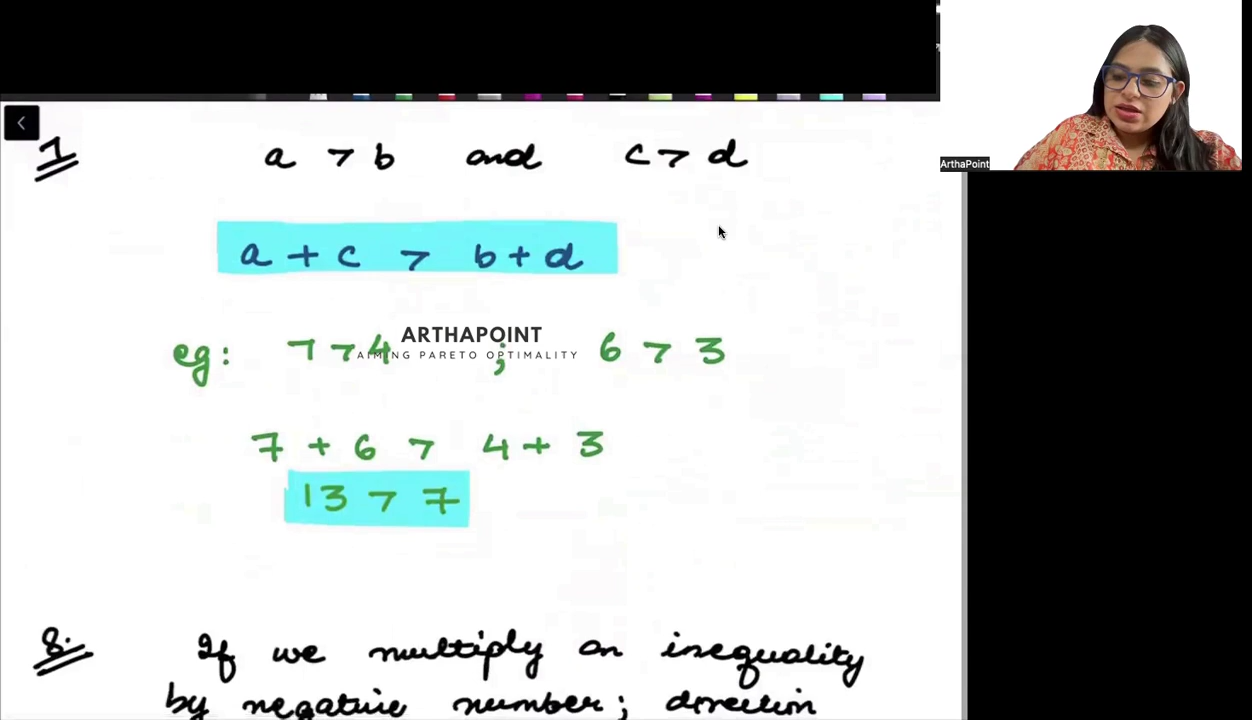 7.
a > b and c > d
a + c > b + d
eg: 7 > 4 ; 6 > 3
ARTHAPOINT
AIMING PARETO OPTIMALITY
7 + 6 > 4 + 3
13 > 7
8. If we multiply an inequality
by negative number; direction
ArthaPoint